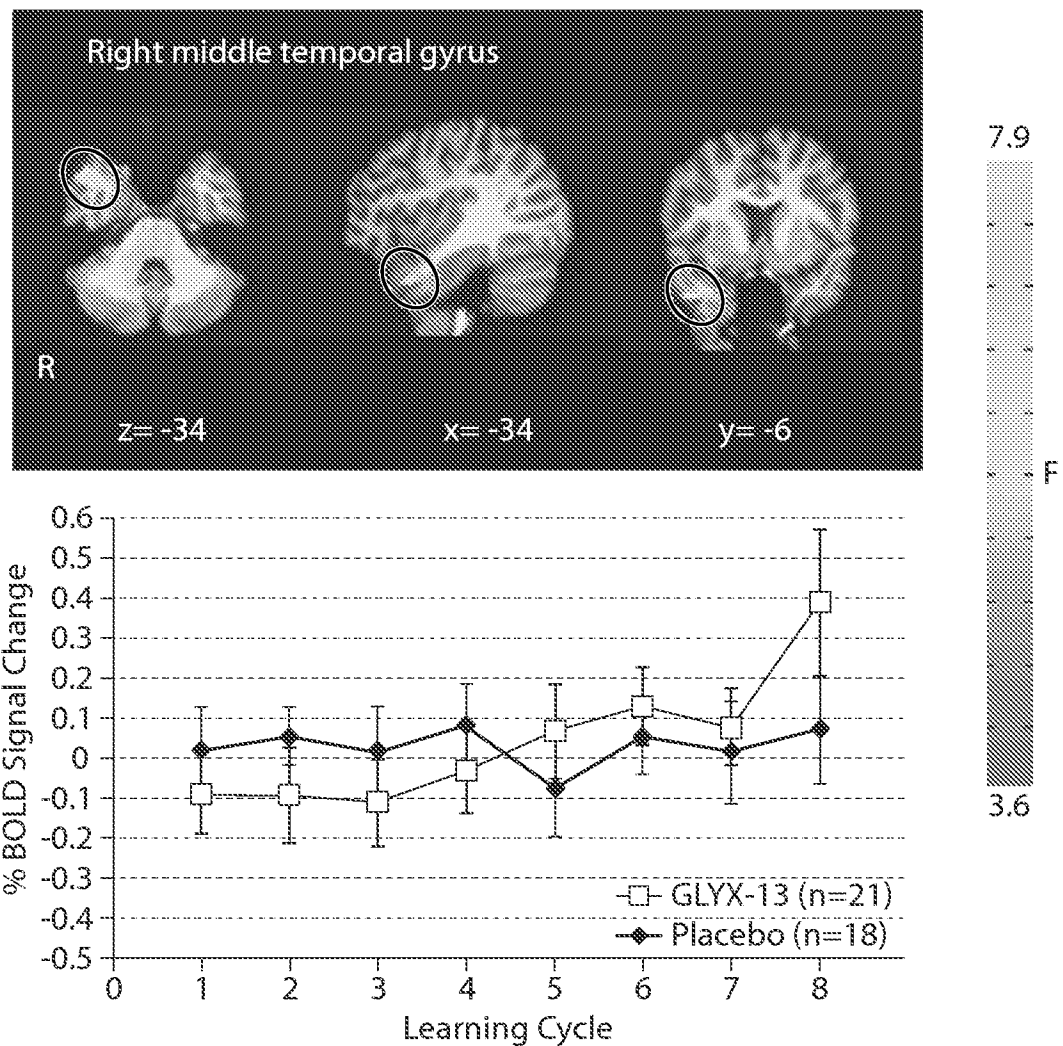 Right middle temporal gyrus
R
z= -34
x= -34
y= -6
7.9
F
3.6
% BOLD Signal Change
0.6
0.5
0.4
0.3
0.2
0.1
0
-0.1
-0.2
-0.3
-0.4
-0.5
GLYX-13 (n=21)
Placebo (n=18)
0 1 2 3 4 5 6 7 8
Learning Cycle